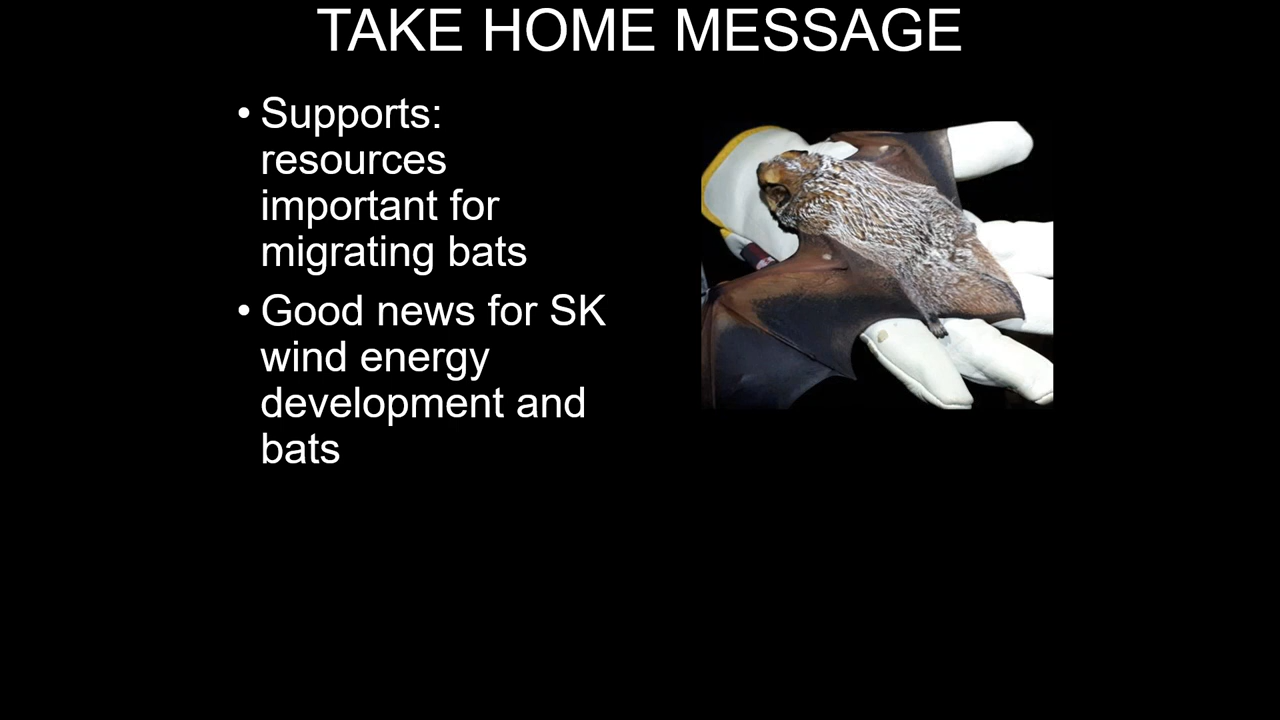 TAKE HOME MESSAGE
• Supports:
resources
important for
migrating bats
• Good news for SK
wind energy
development and
bats